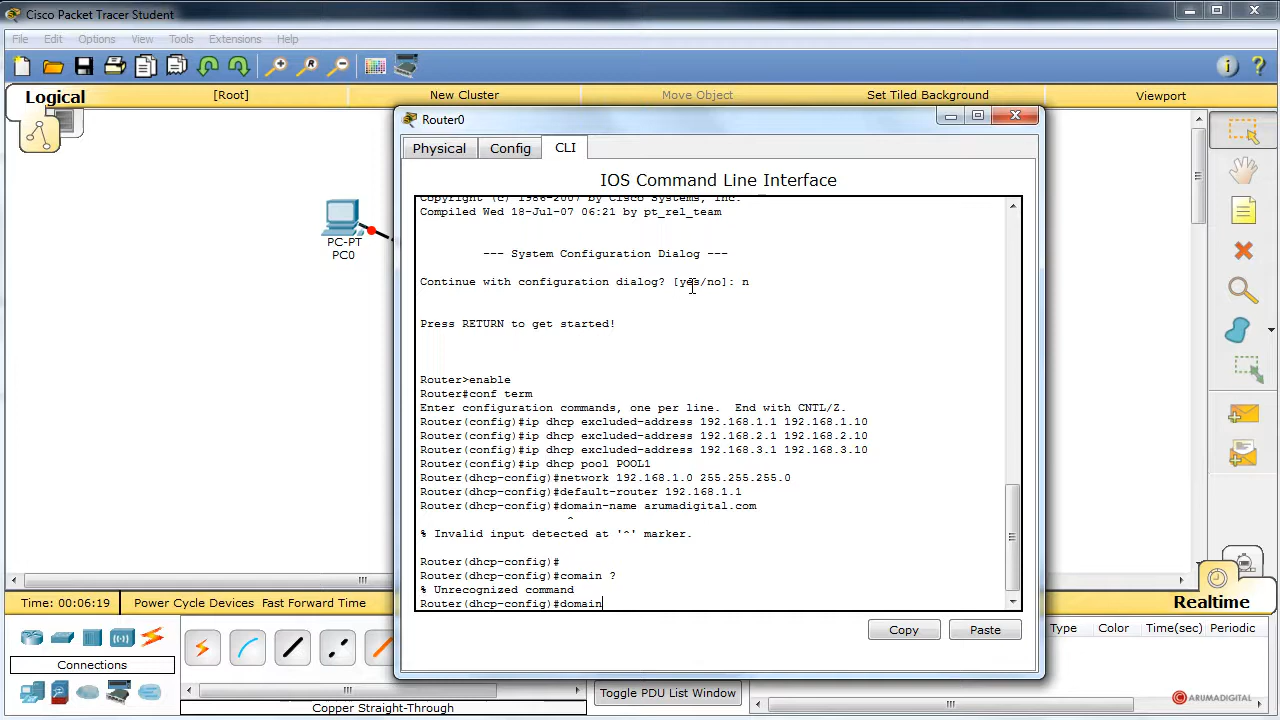 Cisco Packet Tracer Student
File Edit Options View Tools Extensions Help
Logical
[Root]
New Cluster
Move Object
Set Tiled Background
Viewport
PC-PT
PC0
Router0
Physical
Config
CLI
IOS Command Line Interface
Copyright (c) 1986-2007 by Cisco Systems, Inc.
Compiled Wed 18-Jul-07 06:21 by pt_rel_team
--- System Configuration Dialog ---
Continue with configuration dialog? [yes/no]: n
Press RETURN to get started!
Router>enable
Router#conf term
Enter configuration commands, one per line.  End with CNTL/Z.
Router(config)#ip dhcp excluded-address 192.168.1.1 192.168.1.10
Router(config)#ip dhcp excluded-address 192.168.2.1 192.168.2.10
Router(config)#ip dhcp excluded-address 192.168.3.1 192.168.3.10
Router(config)#ip dhcp pool POOL1
Router(dhcp-config)#network 192.168.1.0 255.255.255.0
Router(dhcp-config)#default-router 192.168.1.1
Router(dhcp-config)#domain-name arumadigital.com
^
% Invalid input detected at '^' marker.
Router(dhcp-config)#
Router(dhcp-config)#comain ?
% Unrecognized command
Router(dhcp-config)#domain
Copy
Paste
Time: 00:06:19
Power Cycle Devices
Fast Forward Time
Realtime
Connections
Copper Straight-Through
Toggle PDU List Window
Type Color Time(sec) Periodic
ARUMADIGITAL